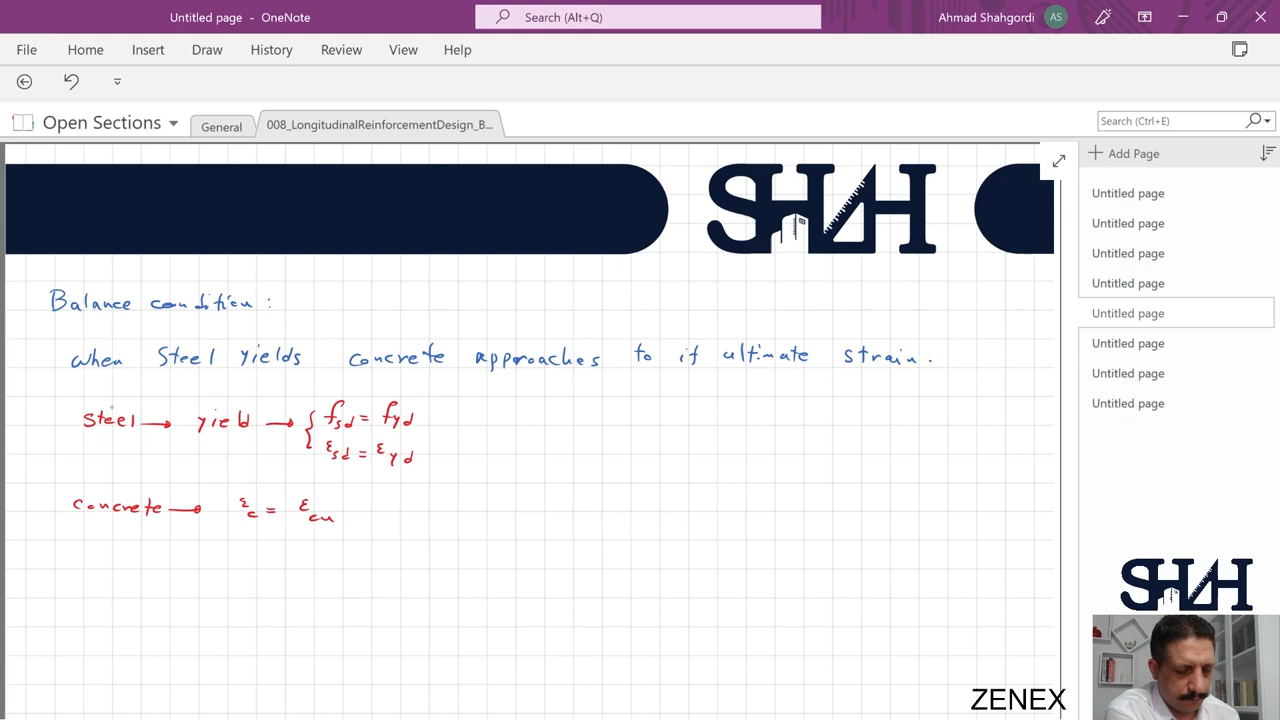 Untitled page - OneNote
Search (Alt+Q)
Ahmad Shahgordi
AS
File Home Insert Draw History Review View Help
Open Sections
General
008_LongitudinalReinforcementDesign_B...
Search (Ctrl+E)
SHAH
Add Page
Untitled page
Untitled page
Untitled page
Untitled page
Untitled page
Untitled page
Untitled page
Untitled page
Balance condition :
when Steel yields concrete approaches to if ultimate strain.
Steel → yield → { fsd = fyd
εsd = εyd
concrete → εc = εcu
SHAH
ZENEX